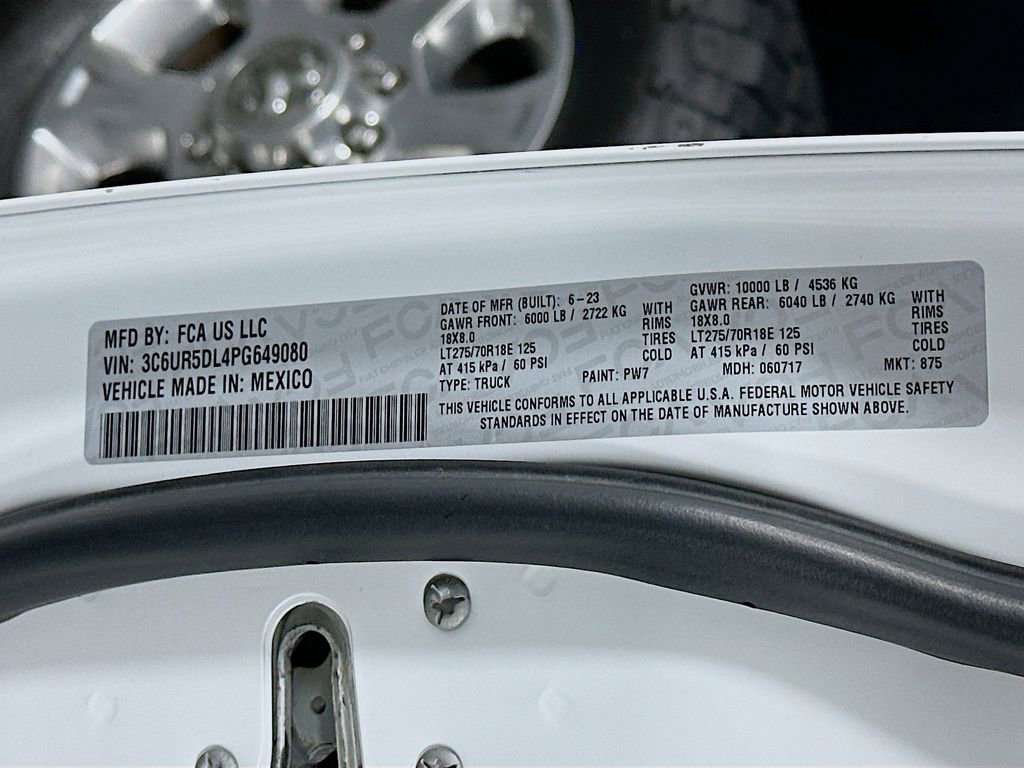 MFD BY: FCA US LLC
VIN: 3C6UR5DL4PG649080
VEHICLE MADE IN: MEXICO
DATE OF MFR (BUILT): 6-23
GAWR FRONT: 6000 LB / 2722 KG
18X8.0
LT275/70R18E 125
AT 415 kPa / 60 PSI
TYPE: TRUCK
WITH
RIMS
TIRES
COLD
GVWR: 10000 LB / 4536 KG
GAWR REAR: 6040 LB / 2740 KG
18X8.0
LT275/70R18E 125
AT 415 kPa / 60 PSI
WITH
RIMS
TIRES
COLD
PAINT: PW7
MDH: 060717
MKT: 875
THIS VEHICLE CONFORMS TO ALL APPLICABLE U.S.A. FEDERAL MOTOR VEHICLE SAFETY
STANDARDS IN EFFECT ON THE DATE OF MANUFACTURE SHOWN ABOVE.